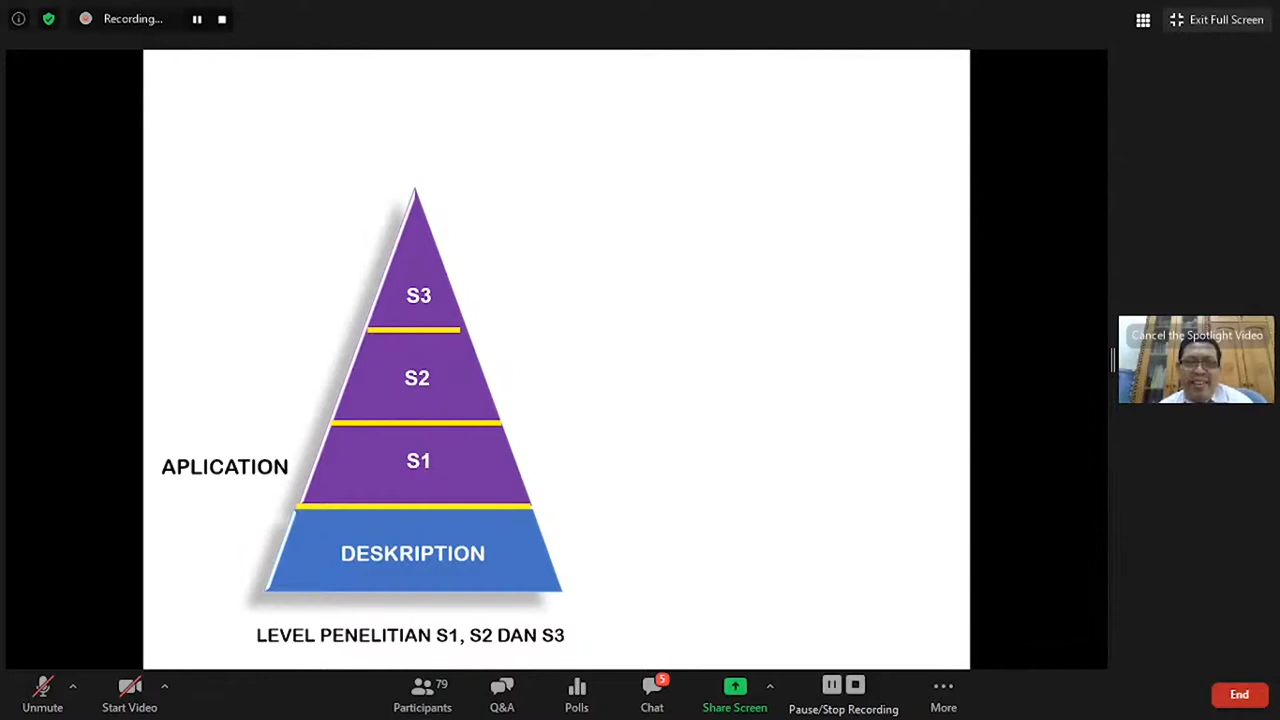 Recording...
Exit Full Screen
S3
S2
S1
APLICATION
DESKRIPTION
LEVEL PENELITIAN S1, S2 DAN S3
Cancel the Spotlight Video
Unmute
Start Video
79
Participants
Q&A
Polls
5
Chat
Share Screen
Pause/Stop Recording
More
End